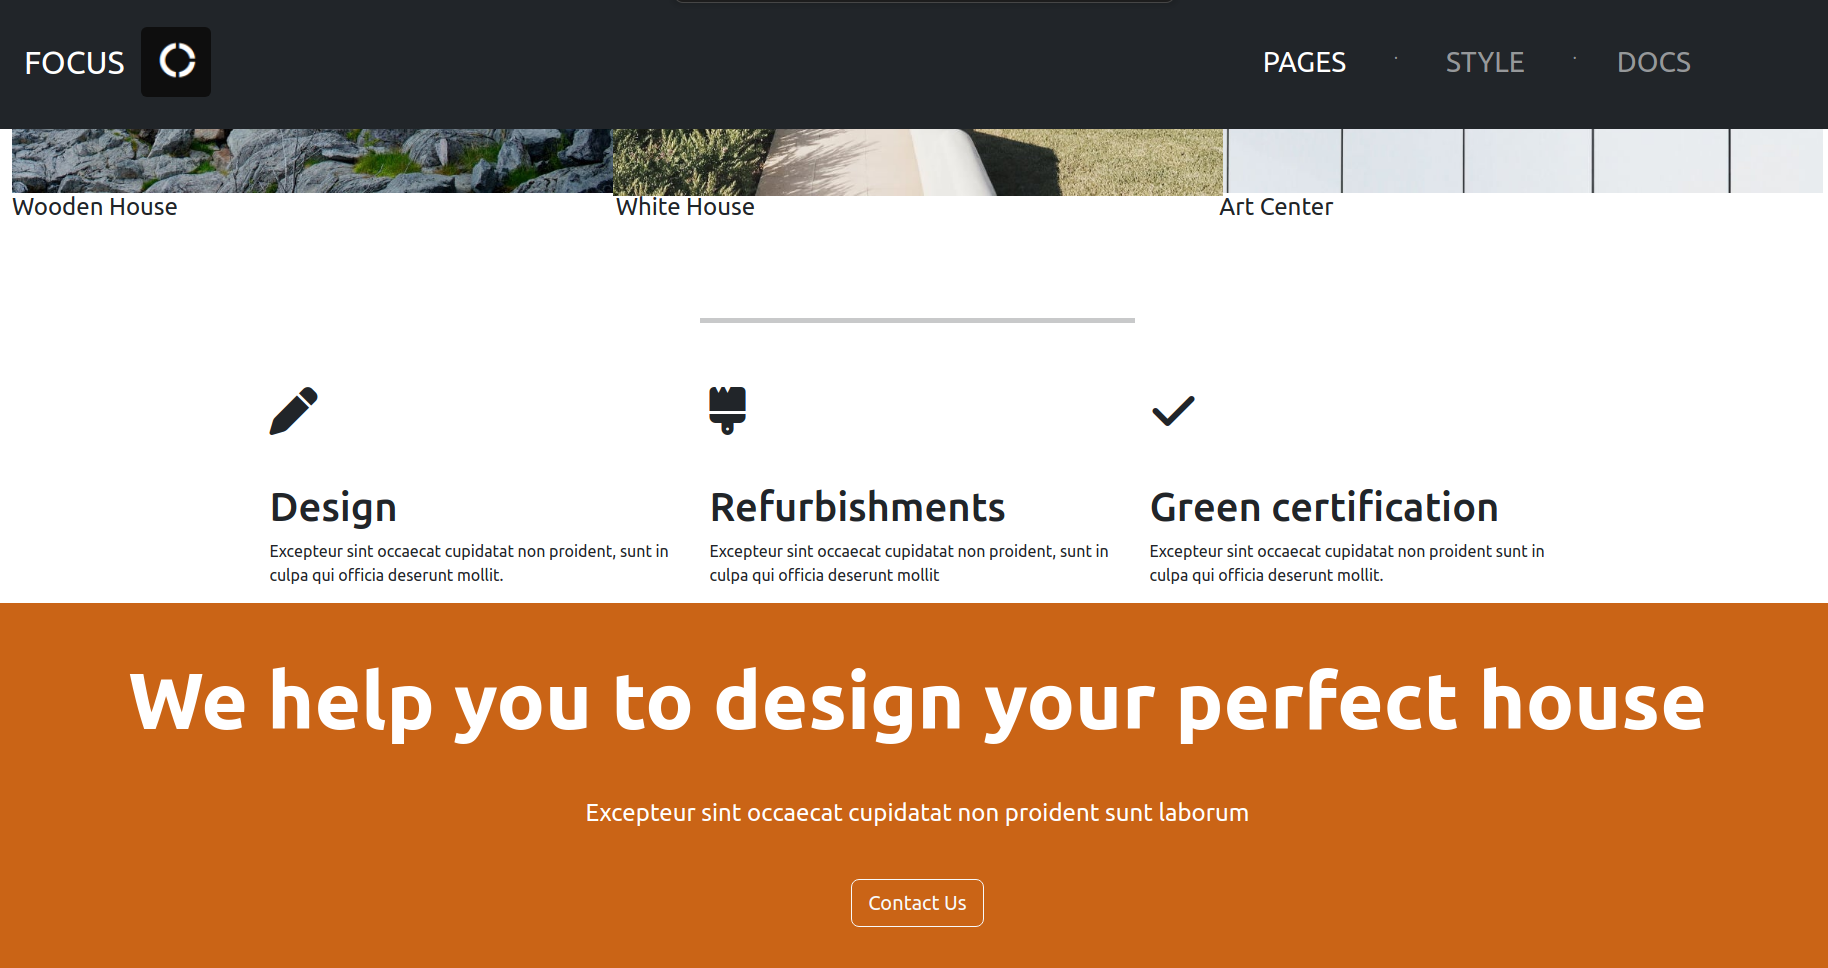 FOCUS
PAGES · STYLE · DOCS
Wooden House
White House
Art Center
Design
Excepteur sint occaecat cupidatat non proident, sunt in
culpa qui officia deserunt mollit.
Refurbishments
Excepteur sint occaecat cupidatat non proident, sunt in
culpa qui officia deserunt mollit
Green certification
Excepteur sint occaecat cupidatat non proident sunt in
culpa qui officia deserunt mollit.
We help you to design your perfect house
Excepteur sint occaecat cupidatat non proident sunt laborum
Contact Us